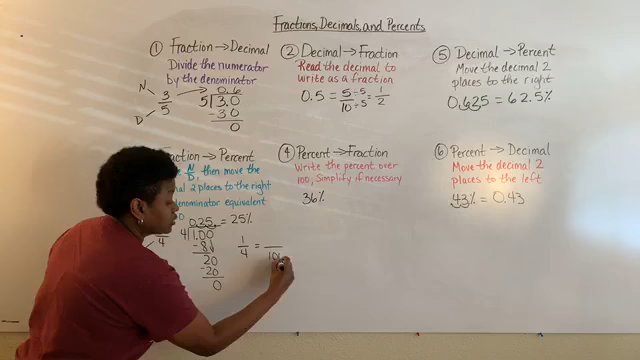 Fractions, Decimals, and Percents
① Fraction → Decimal
Divide the numerator
by the denominator
N
D
3/5
0.6
5 3.0
-30
0
② Decimal → Fraction
Read the decimal to
write as a fraction
0.5 = 5÷5/10÷5 = 1/2
⑤ Decimal → Percent
Move the decimal 2
places to the right
0.625 = 62.5%
Fraction → Percent
N/D, then move the
2 places to the right
denominator equivalent
0.25 = 25%
4 1.00
-8
20
-20
0
4
1/4 =
10
④ Percent → Fraction
Write the percent over
100; Simplify if necessary
36%
⑥ Percent → Decimal
Move the decimal 2
places to the left
43% = 0.43